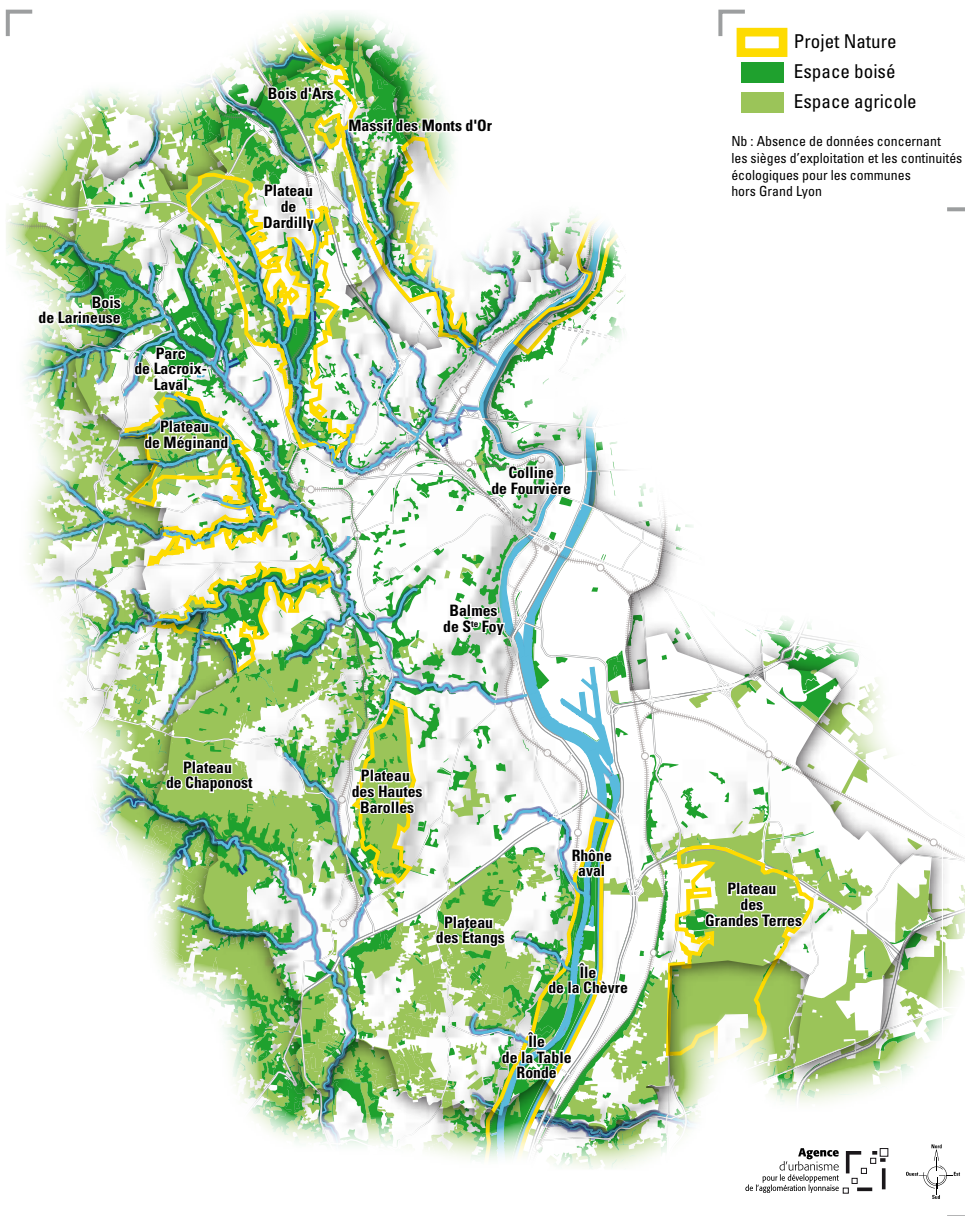 Projet Nature
Espace boisé
Espace agricole
Nb : Absence de données concernant
les sièges d'exploitation et les continuités
écologiques pour les communes
hors Grand Lyon
Bois d'Ars
Massif des Monts d'Or
Plateau
de
Dardilly
Bois
de Larineuse
Parc
de Lacroix-
Laval
Plateau
de Méginand
Colline
de Fourvière
Balmes
de Ste Foy
Plateau
de Chaponost
Plateau
des Hautes
Barolles
Rhône
aval
Plateau
des
Grandes Terres
Plateau
des Étangs
Île
de la Chèvre
Île
de la Table
Ronde
Agence
d'urbanisme
pour le développement
de l'agglomération lyonnaise
Nord
Ouest
Est
Sud